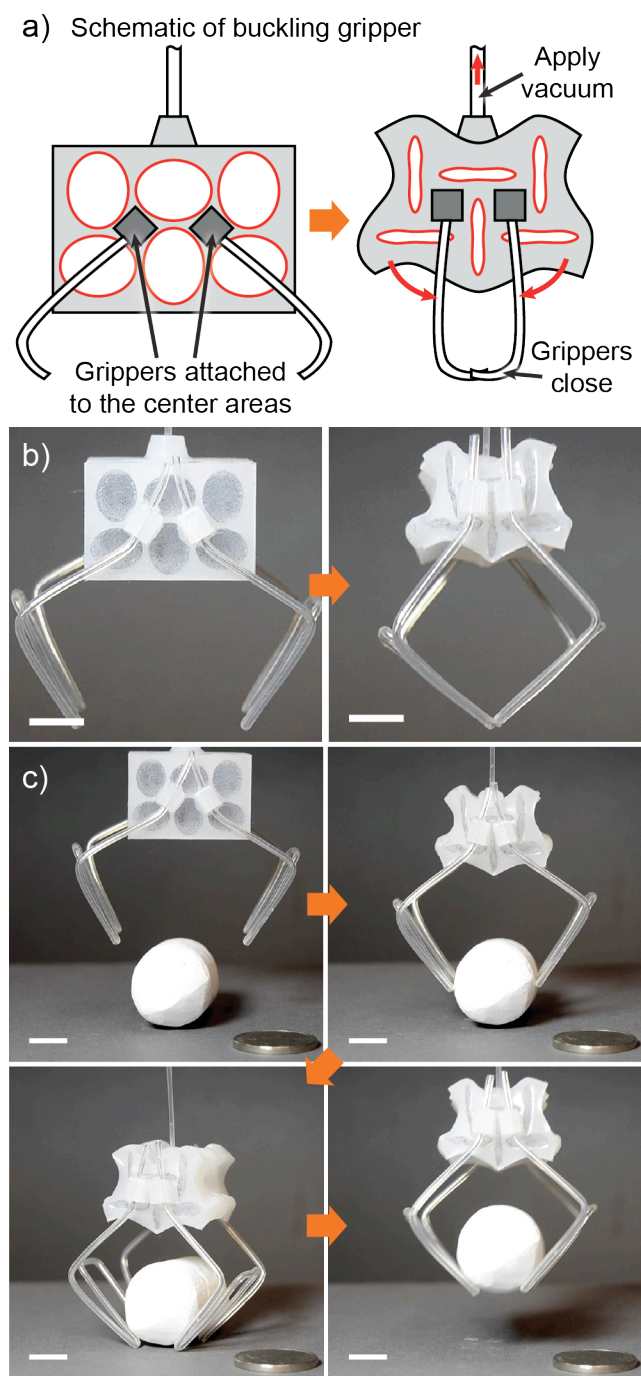 a) Schematic of buckling gripper
Apply
vacuum
Grippers attached
to the center areas
Grippers
close
b)
c)